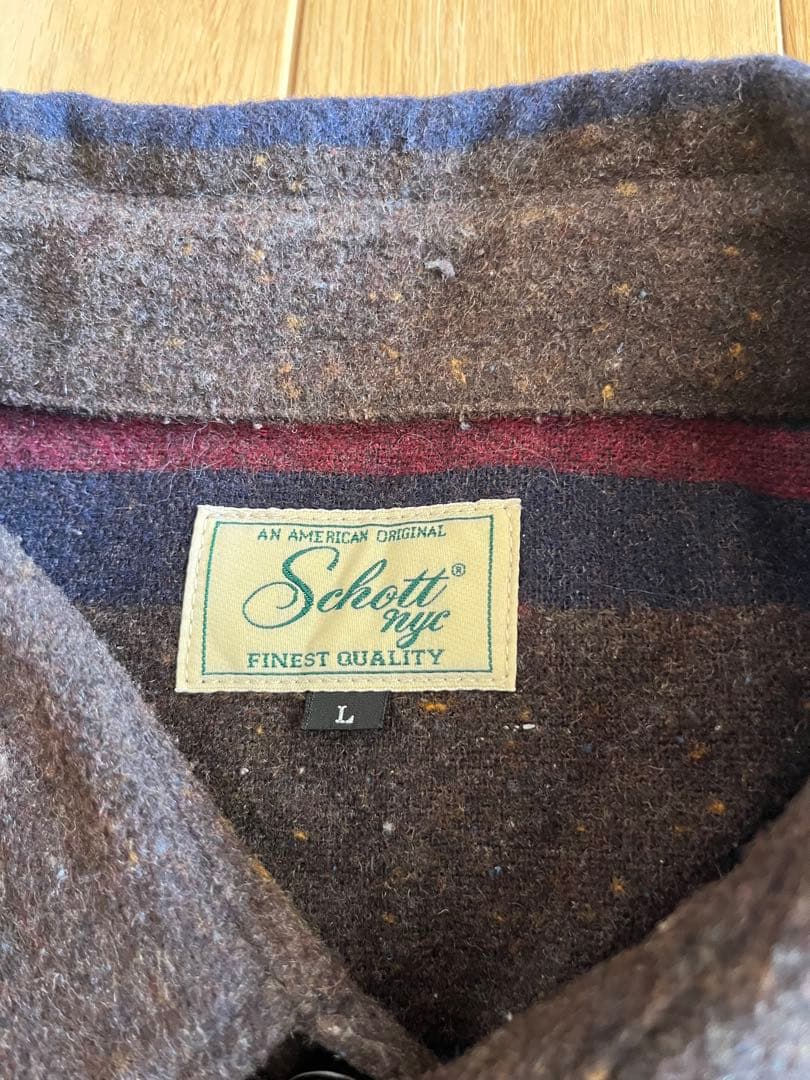 AN AMERICAN ORIGINAL
Schott®
nyc
FINEST QUALITY
L